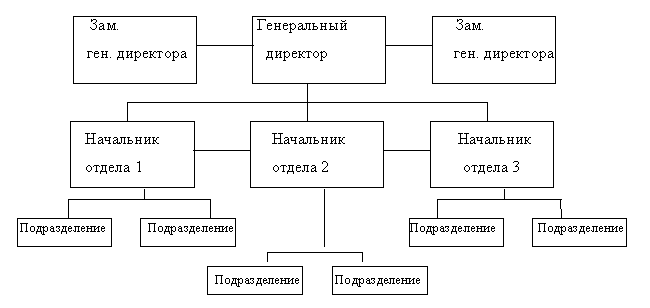 Зам.
ген. директора
Генеральный
директор
Зам.
ген. директора
Начальник
отдела 1
Начальник
отдела 2
Начальник
отдела 3
Подразделение
Подразделение
Подразделение
Подразделение
Подразделение
Подразделение